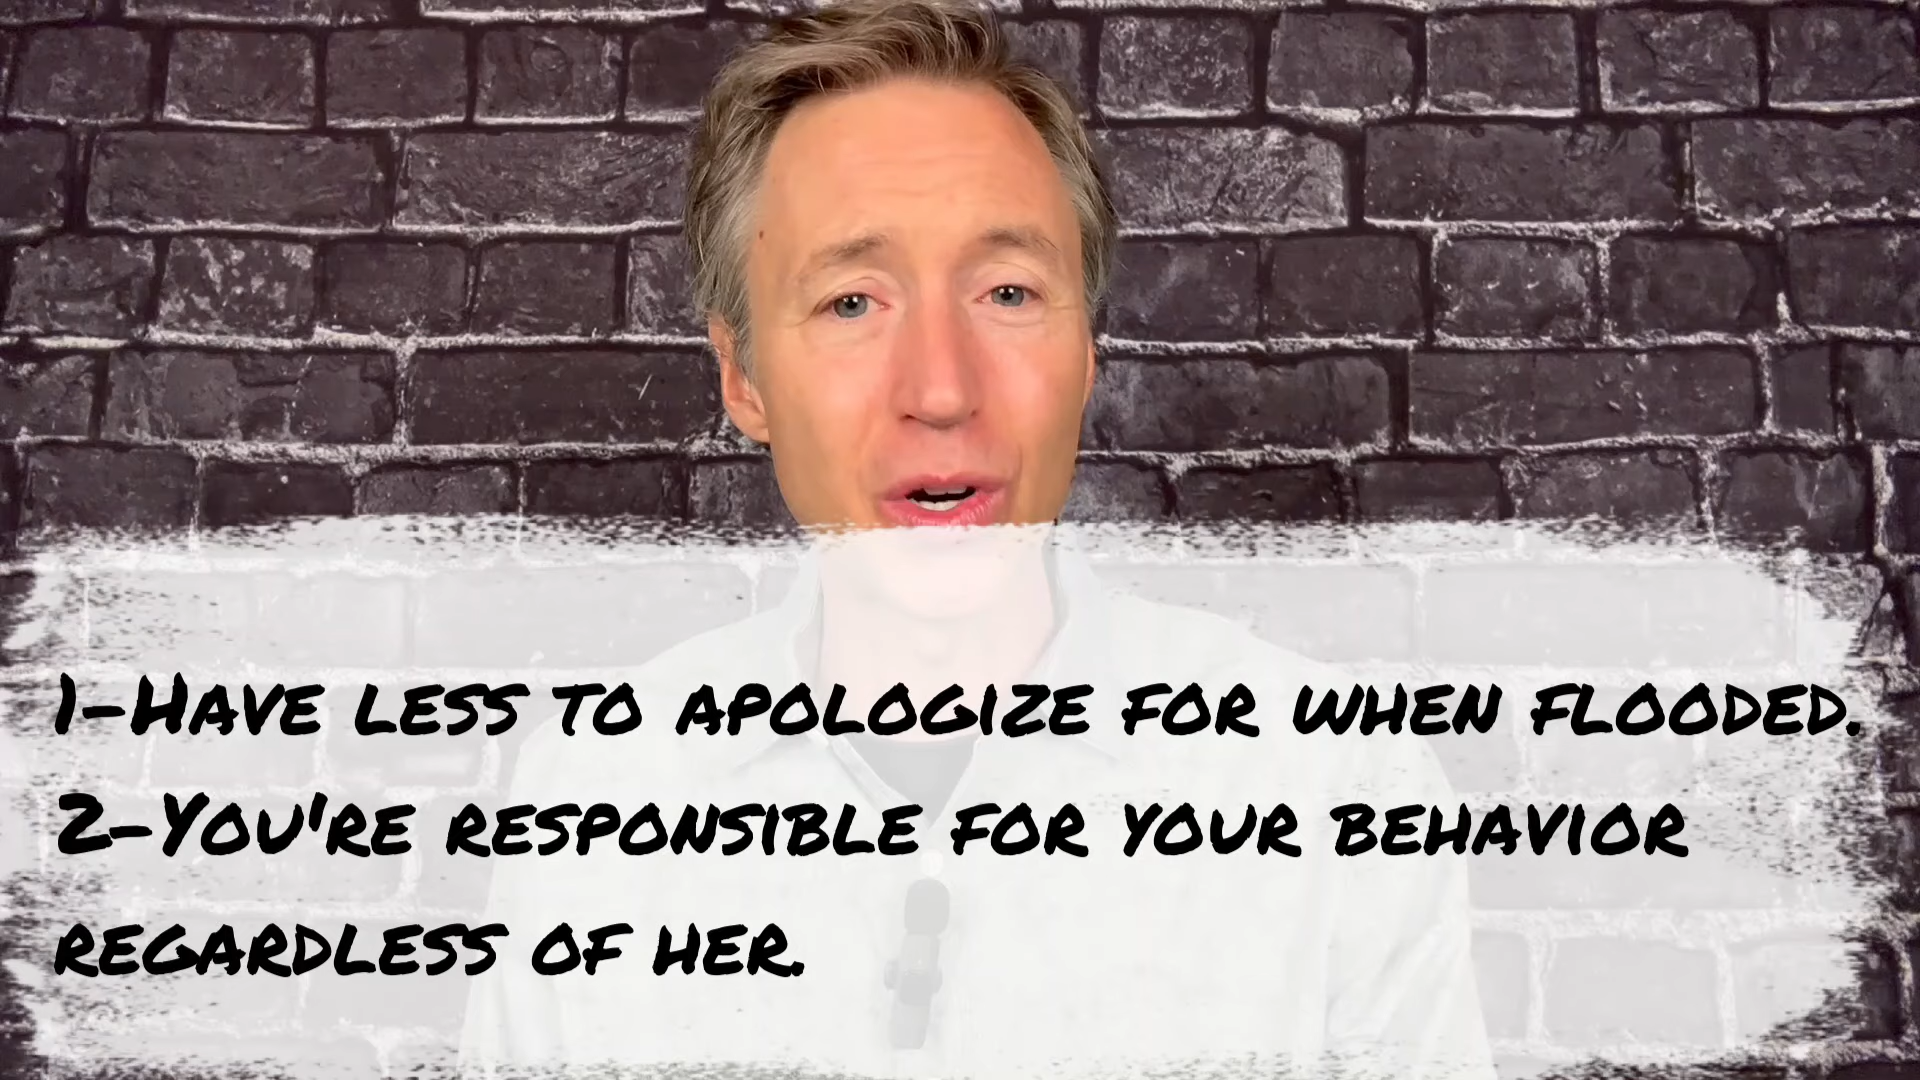 1-Have less to apologize for when flooded.
2-You're responsible for your behavior
regardless of her.